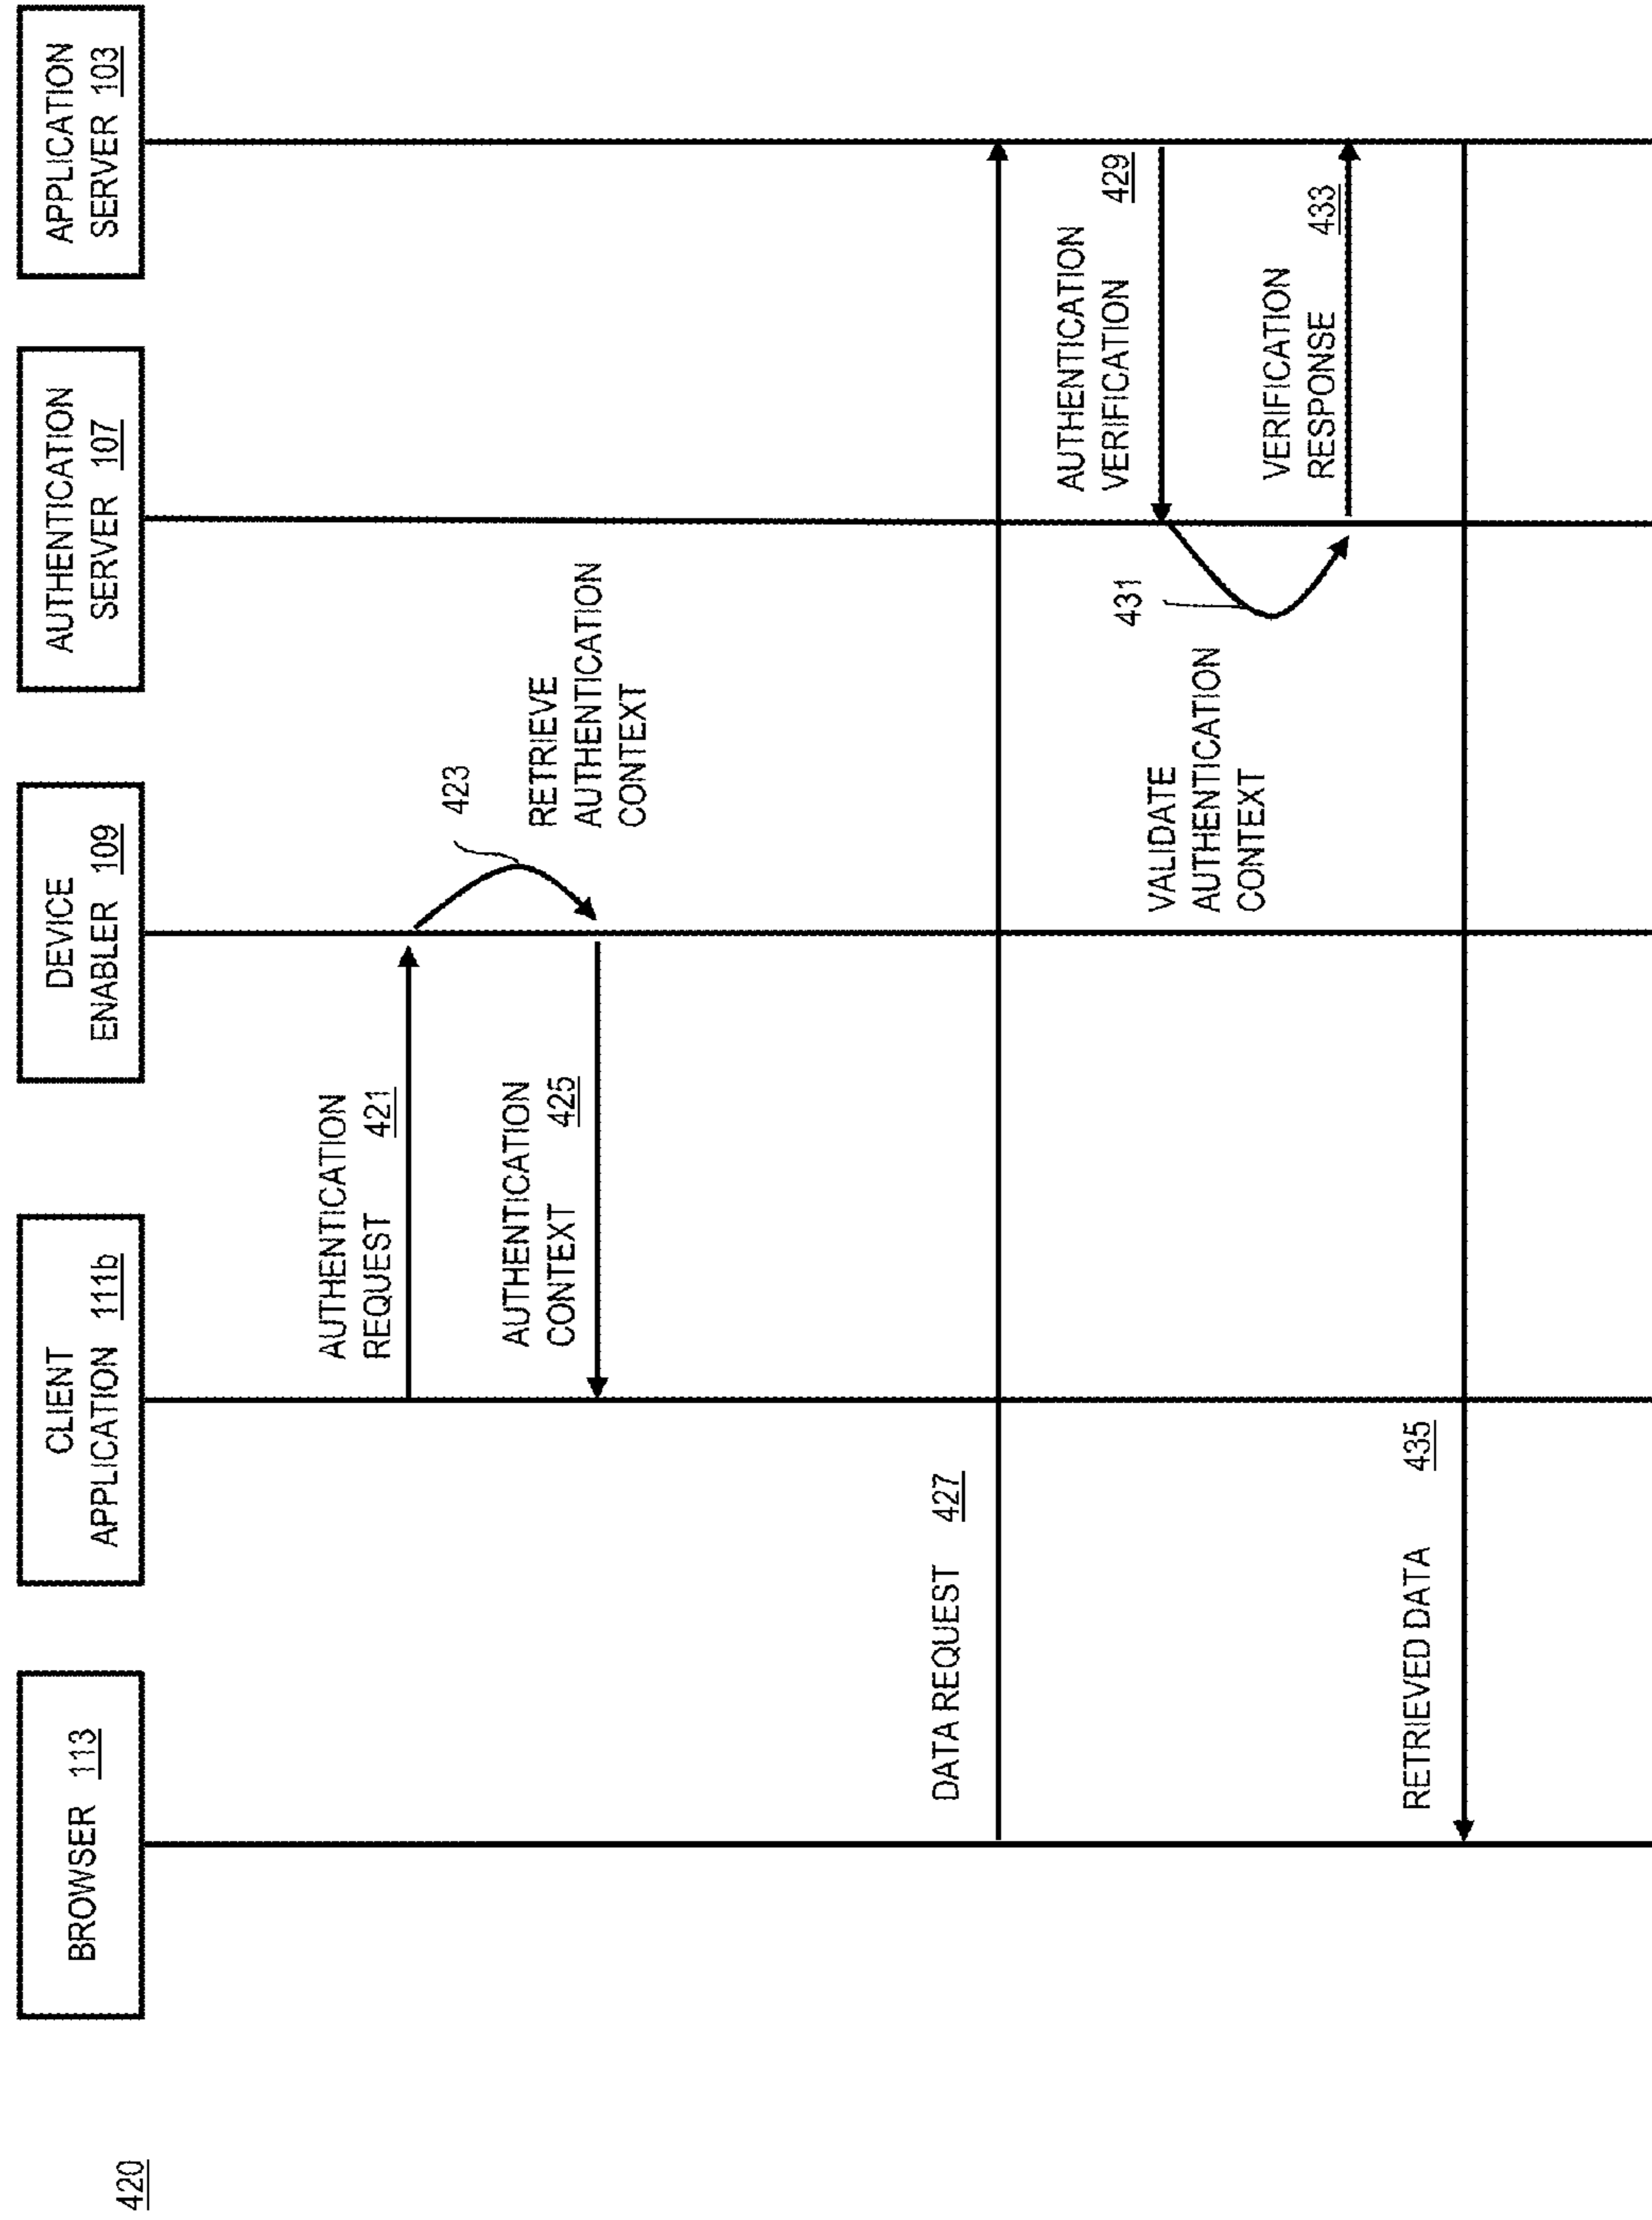 420
BROWSER 113
CLIENT
APPLICATION 111b
DEVICE
ENABLER 109
AUTHENTICATION
SERVER 107
APPLICATION
SERVER 103
AUTHENTICATION
REQUEST 421
423
RETRIEVE
AUTHENTICATION
CONTEXT
AUTHENTICATION
CONTEXT 425
DATA REQUEST 427
AUTHENTICATION
VERIFICATION 429
431
VALIDATE
AUTHENTICATION
CONTEXT
VERIFICATION
RESPONSE 433
RETRIEVED DATA 435